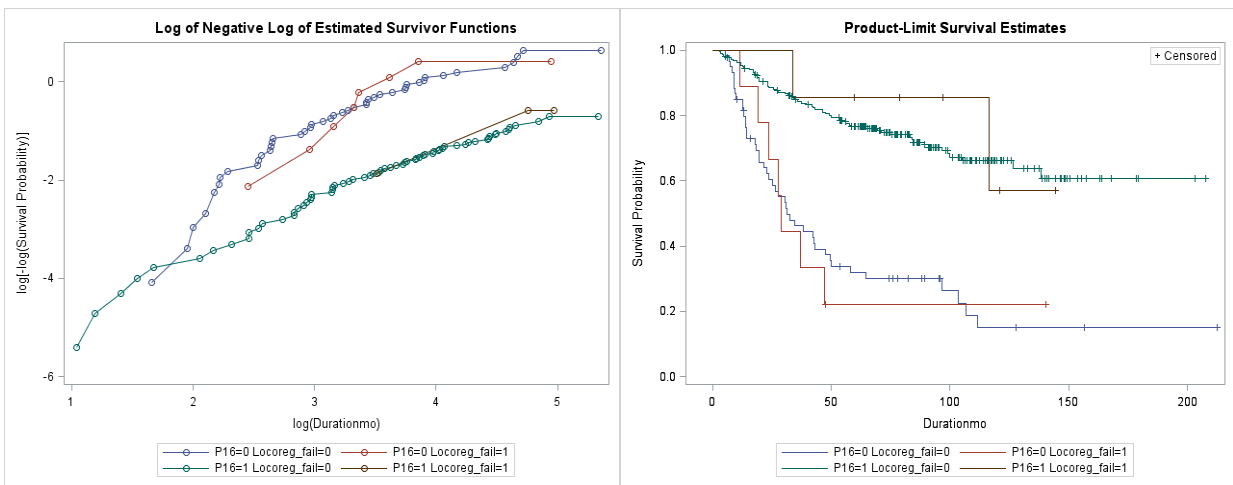 Log of Negative Log of Estimated Survivor Functions
0
-2
-4
-6
log[-log(Survival Probability)]
1 2 3 4 5
log(Durationmo)
P16=0 Locoreg_fail=0 P16=0 Locoreg_fail=1
P16=1 Locoreg_fail=0 P16=1 Locoreg_fail=1
Product-Limit Survival Estimates
+ Censored
1.0
0.8
0.6
0.4
0.2
0.0
Survival Probability
0 50 100 150 200
Durationmo
P16=0 Locoreg_fail=0 P16=0 Locoreg_fail=1
P16=1 Locoreg_fail=0 P16=1 Locoreg_fail=1